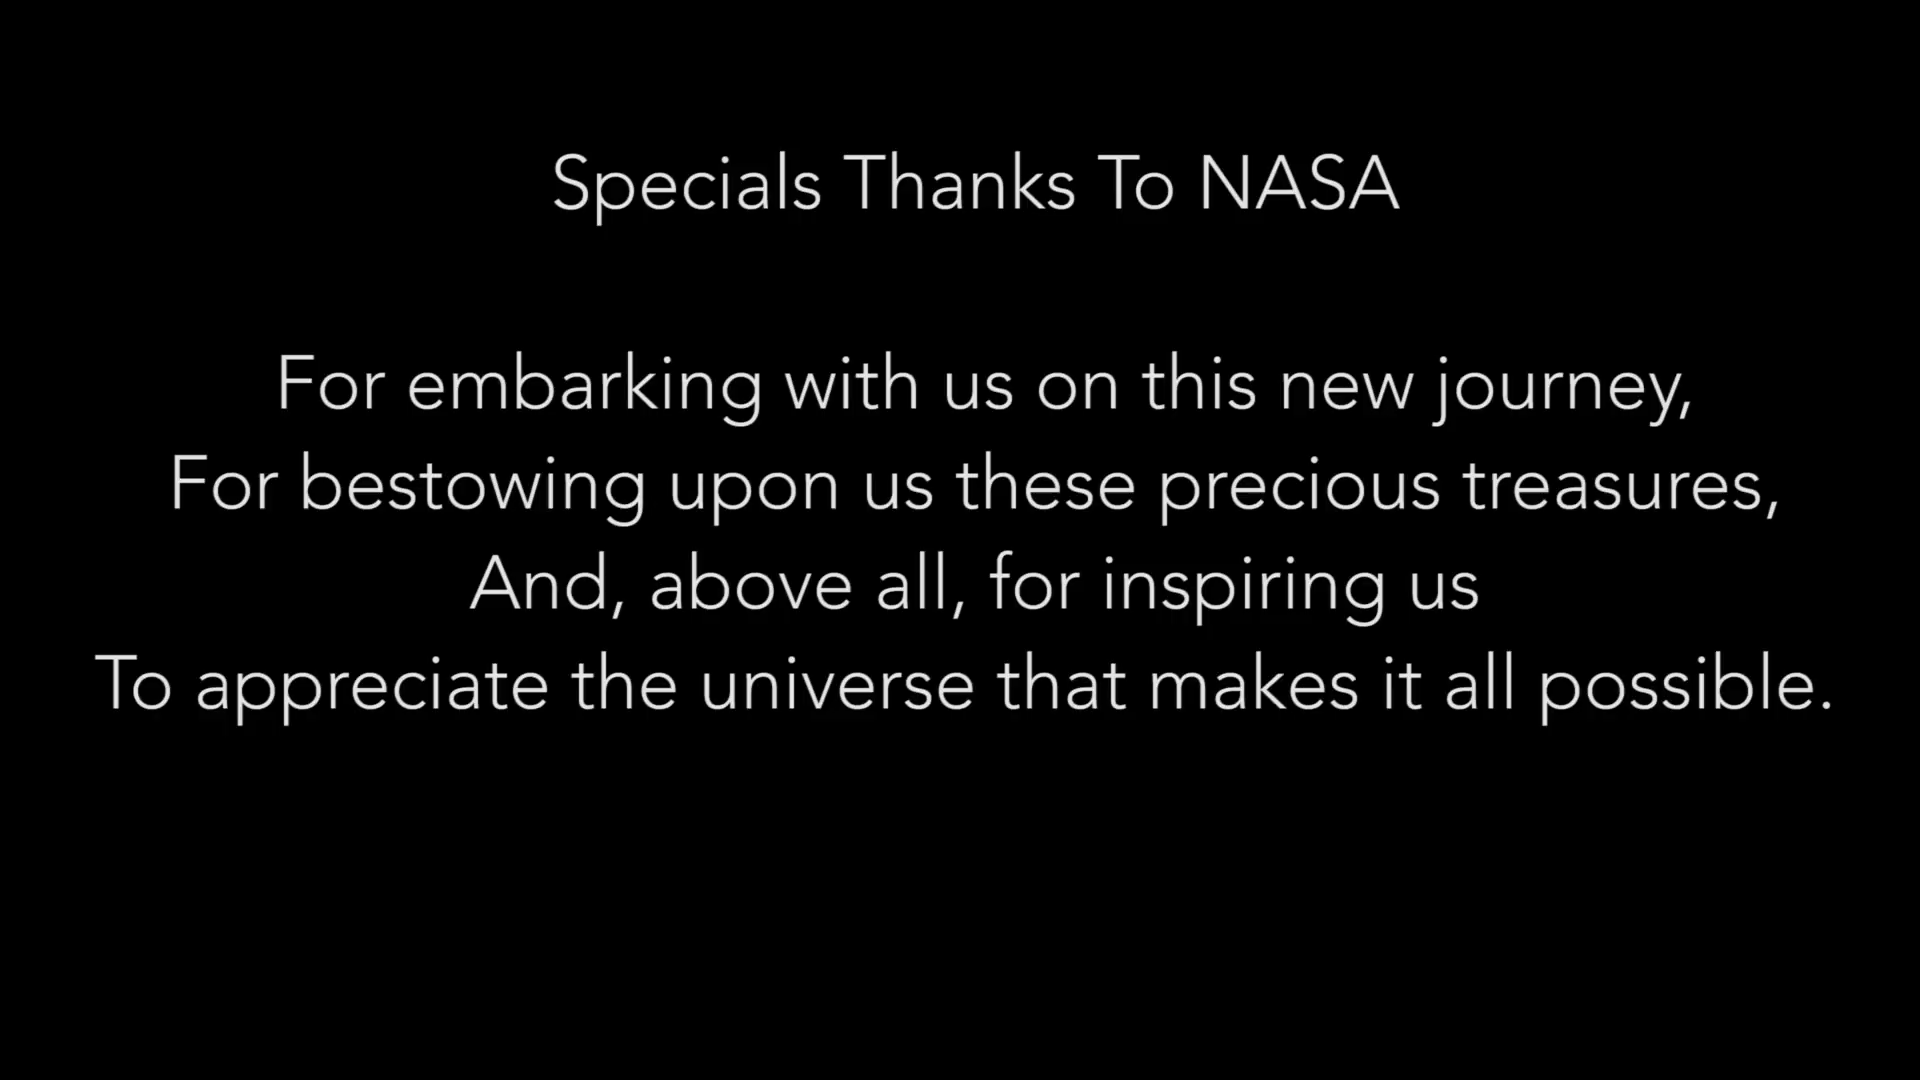 Specials Thanks To NASA
For embarking with us on this new journey,
For bestowing upon us these precious treasures,
And, above all, for inspiring us
To appreciate the universe that makes it all possible.